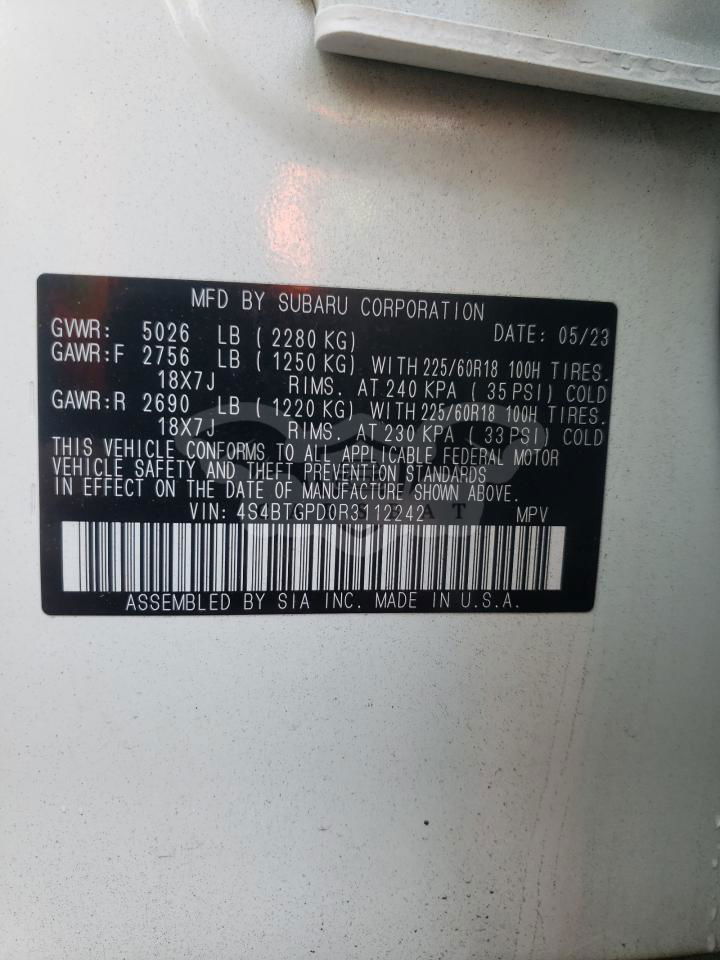 MFD BY SUBARU CORPORATION
GVWR: 5026 LB ( 2280 KG) DATE: 05/23
GAWR:F 2756 LB ( 1250 KG) WITH 225/60R18 100H TIRES.
18X7J RIMS. AT 240 KPA ( 35 PSI) COLD
GAWR:R 2690 LB ( 1220 KG) WITH 225/60R18 100H TIRES.
18X7J RIMS. AT 230 KPA ( 33 PSI) COLD
THIS VEHICLE CONFORMS TO ALL APPLICABLE FEDERAL MOTOR
VEHICLE SAFETY AND THEFT PREVENTION STANDARDS
IN EFFECT ON THE DATE OF MANUFACTURE SHOWN ABOVE.
VIN: 4S4BTGPD0R3112242 MPV
ASSEMBLED BY SIA INC. MADE IN U.S.A.